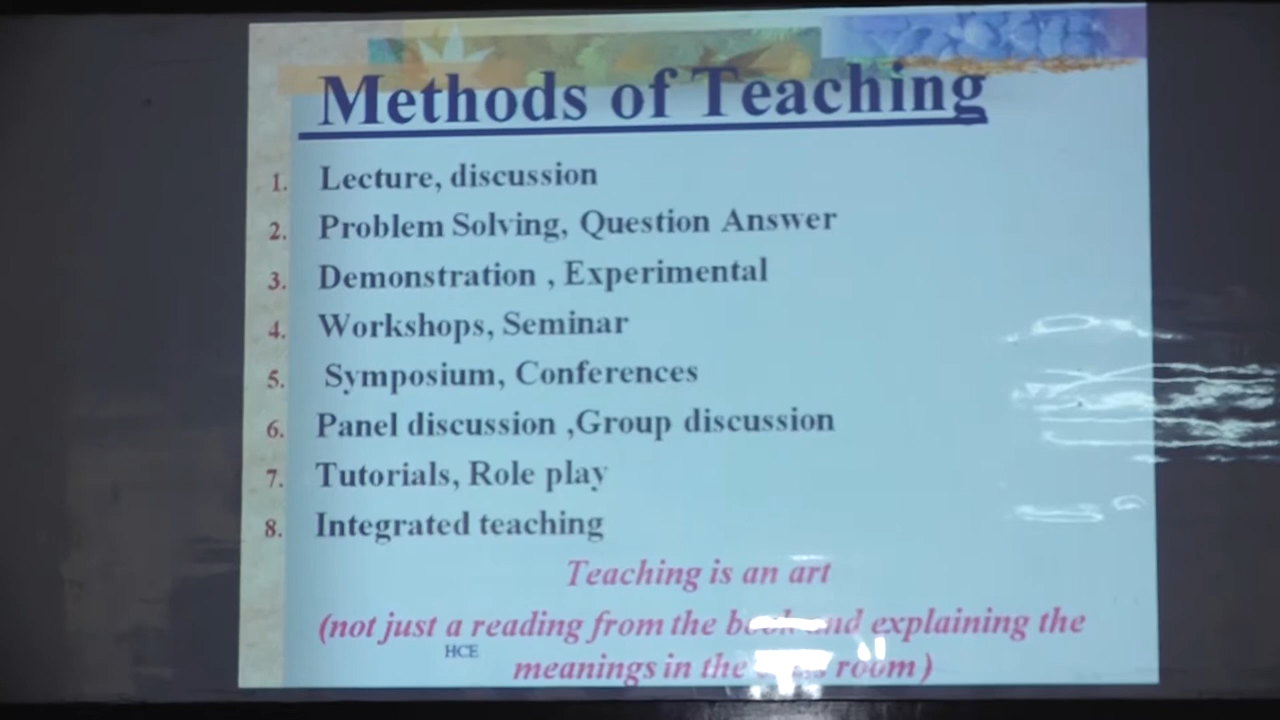 Methods of Teaching
1. Lecture, discussion
2. Problem Solving, Question Answer
3. Demonstration , Experimental
4. Workshops, Seminar
5. Symposium, Conferences
6. Panel discussion ,Group discussion
7. Tutorials, Role play
8. Integrated teaching
Teaching is an art
(not just a reading from the book and explaining the
HCE
meanings in the room)